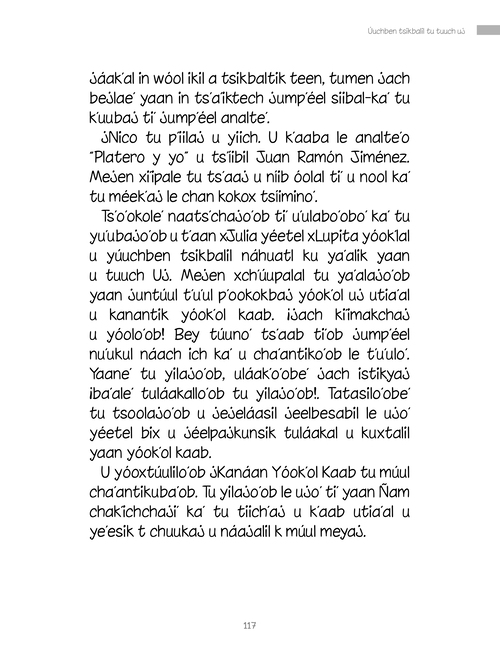 Úuchben tsikbalil tu tuuch uj
jáak'al in wóol ikil a tsikbaltik teen, tumen jach
bejlae' yaan in ts'aíktech jump'éel siibal-ka' tu
k'uubaj ti' jump'éel analte'.
jNico tu p'íilaj u yiich. U k'aaba le analte'o
"Platero y yo" u ts'íibil Juan Ramón Jiménez.
Mejen xíipale tu ts'aaj u níib óolal ti' u nool ka'
tu méek'aj le chan kokox tsíimino'.
Ts'o'okole' naats'chajo'ob ti' u'ulabo'obo' ka' tu
yu'ubajo'ob u t'aan xJulia yéetel xLupita yóok'lal
u yúuchben tsikbalil náhuatl ku ya'alik yaan
u tuuch Uj. Mejen xch'úupalal tu ya'alajo'ob
yaan juntúul t'u'ul p'ookokbaj yóok'ol uj utia'al
u kanantik yóok'ol kaab. ¡jach kíimakchaj
u yóolo'ob! Bey túuno' ts'aab ti'ob jump'éel
nu'ukul náach ich ka' u cha'antiko'ob le t'u'ulo'.
Yaane' tu yilajo'ob, uláak'o'obe' jach istikyaj
iba'ale' tuláakallo'ob tu yilajo'ob!. Tatasilo'obe'
tu tsoolajo'ob u jejeláasil jeelbesabil le ujo'
yéetel bix u jéelpajkunsik tuláakal u kuxtalil
yaan yóok'ol kaab.
U yóoxtúulilo'ob jKanáan Yóok'ol Kaab tu múul
cha'antikuba'ob. Tu yilajo'ob le ujo' ti' yaan Ñam
chak'ichchají' ka' tu tiich'aj u k'aab utia'al u
ye'esik t chuukaj u náajalil k múul meyaj.
117